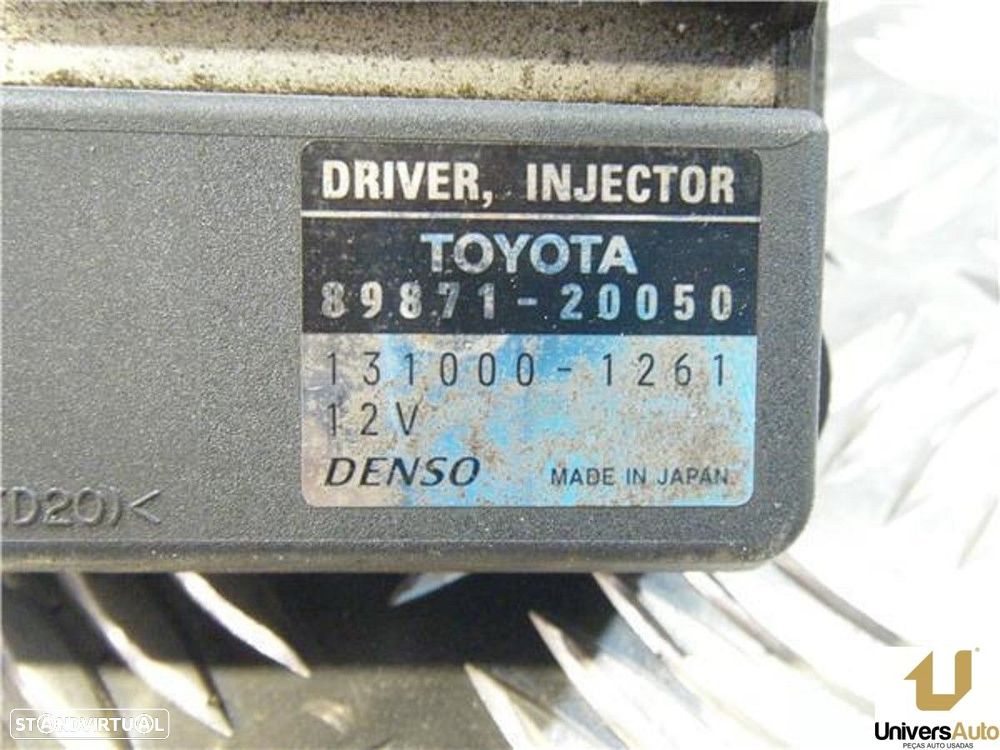 DRIVER, INJECTOR
TOYOTA
89871-20050
131000-1261
12V
DENSO MADE IN JAPAN
D20)<
STANDVIRTUAL
UniversAuto
PEÇAS AUTO USADAS